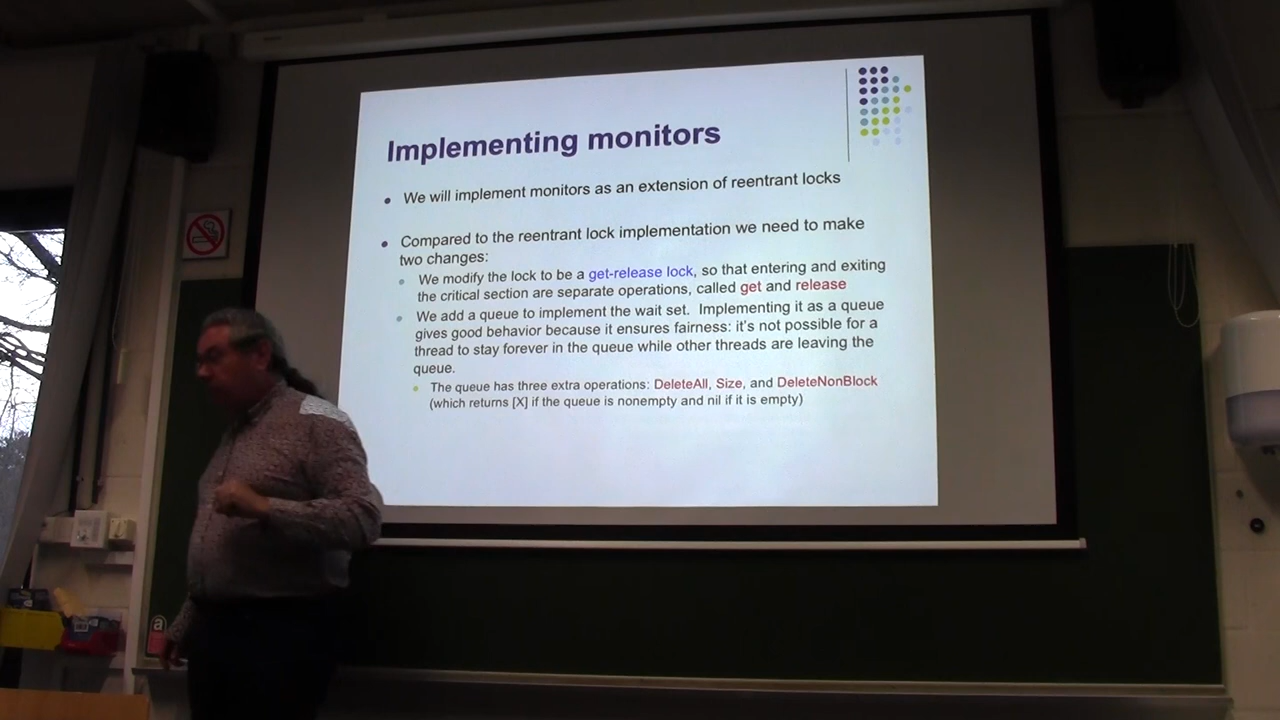 Implementing monitors
We will implement monitors as an extension of reentrant locks
Compared to the reentrant lock implementation we need to make
two changes:
We modify the lock to be a get-release lock, so that entering and exiting
the critical section are separate operations, called get and release
We add a queue to implement the wait set. Implementing it as a queue
gives good behavior because it ensures fairness: it's not possible for a
thread to stay forever in the queue while other threads are leaving the
queue.
The queue has three extra operations: DeleteAll, Size, and DeleteNonBlock
(which returns [X] if the queue is nonempty and nil if it is empty)
a